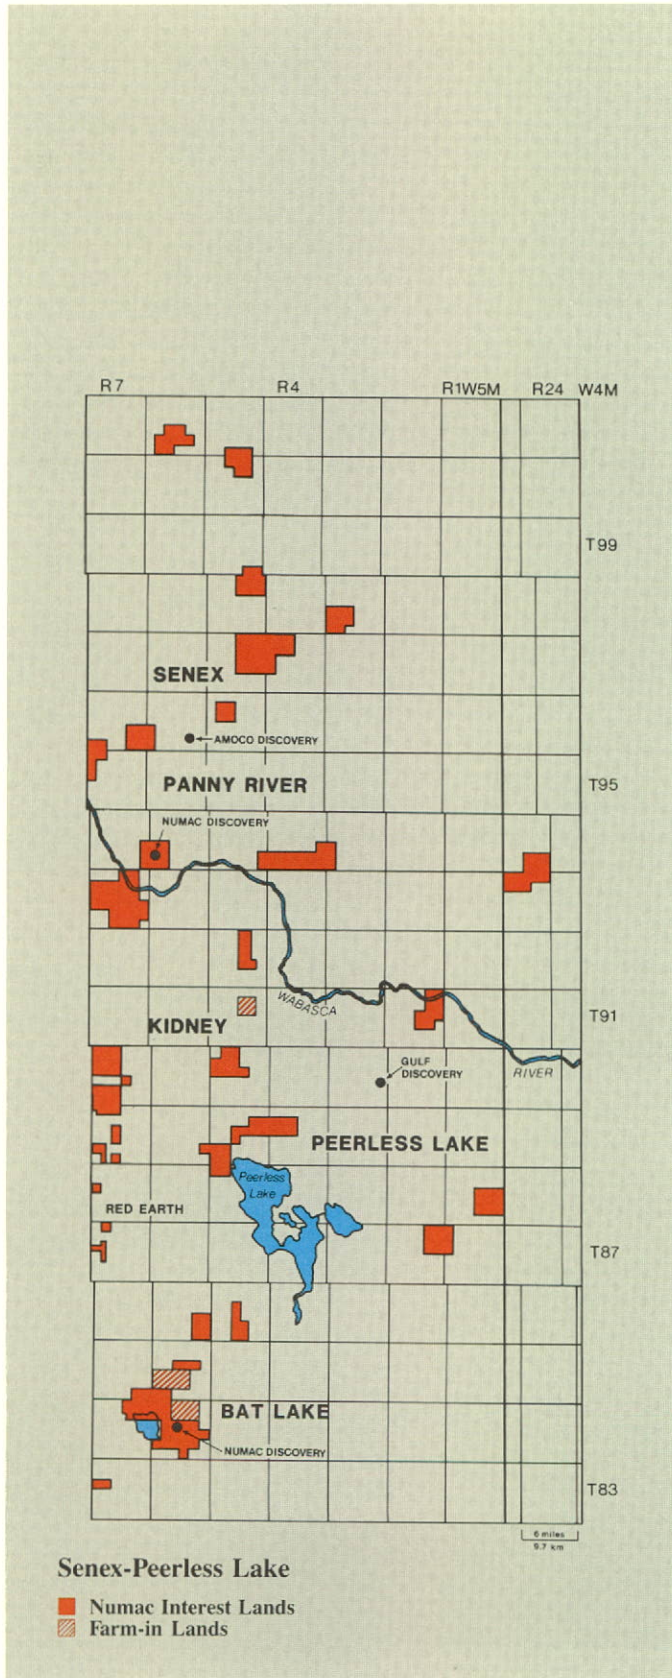 R7 R4 R1W5M R24 W4M
T99
SENEX
AMOCO DISCOVERY
PANNY RIVER
T95
NUMAC DISCOVERY
WABASCA
T91
KIDNEY
GULF
DISCOVERY
RIVER
PEERLESS LAKE
Peerless
Lake
RED EARTH
T87
BAT LAKE
NUMAC DISCOVERY
T83
6 miles
9.7 km
Senex-Peerless Lake
Numac Interest Lands
Farm-in Lands